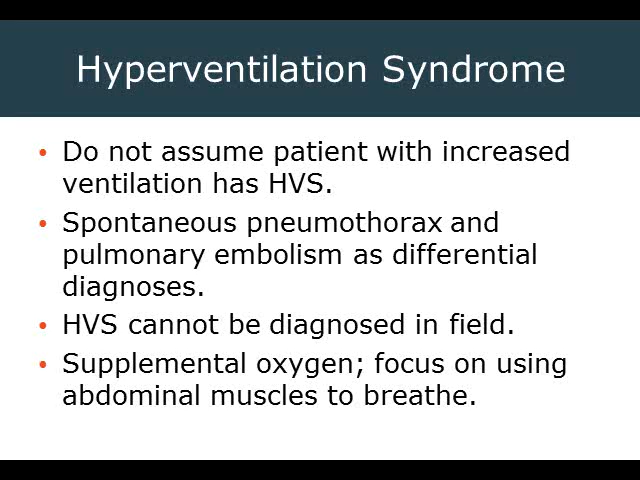 Hyperventilation Syndrome
• Do not assume patient with increased
ventilation has HVS.
• Spontaneous pneumothorax and
pulmonary embolism as differential
diagnoses.
• HVS cannot be diagnosed in field.
• Supplemental oxygen; focus on using
abdominal muscles to breathe.